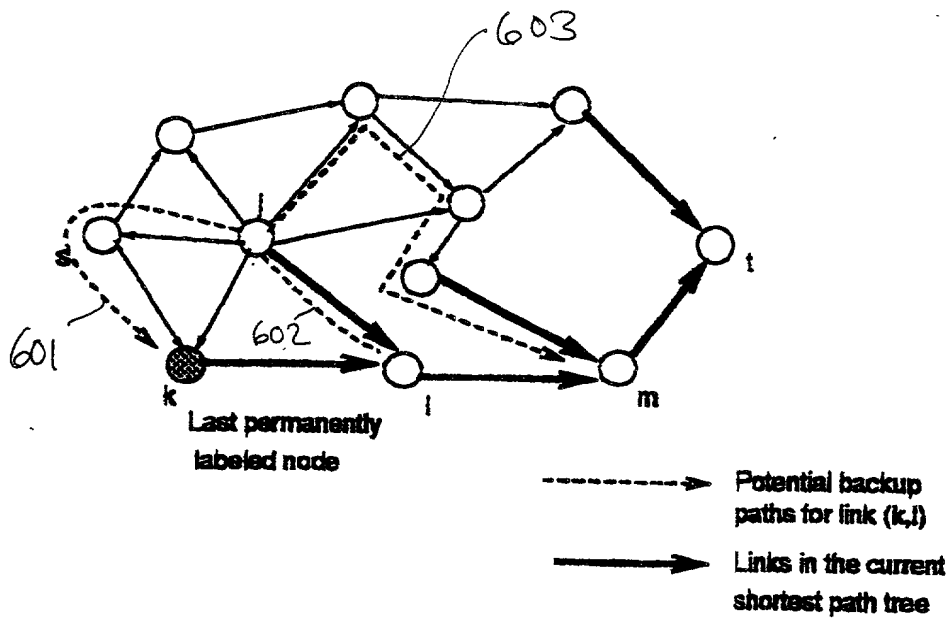 603
s
t
601
602
k
l
m
Last permanently
labeled node
Potential backup
paths for link (k,l)
Links in the current
shortest path tree